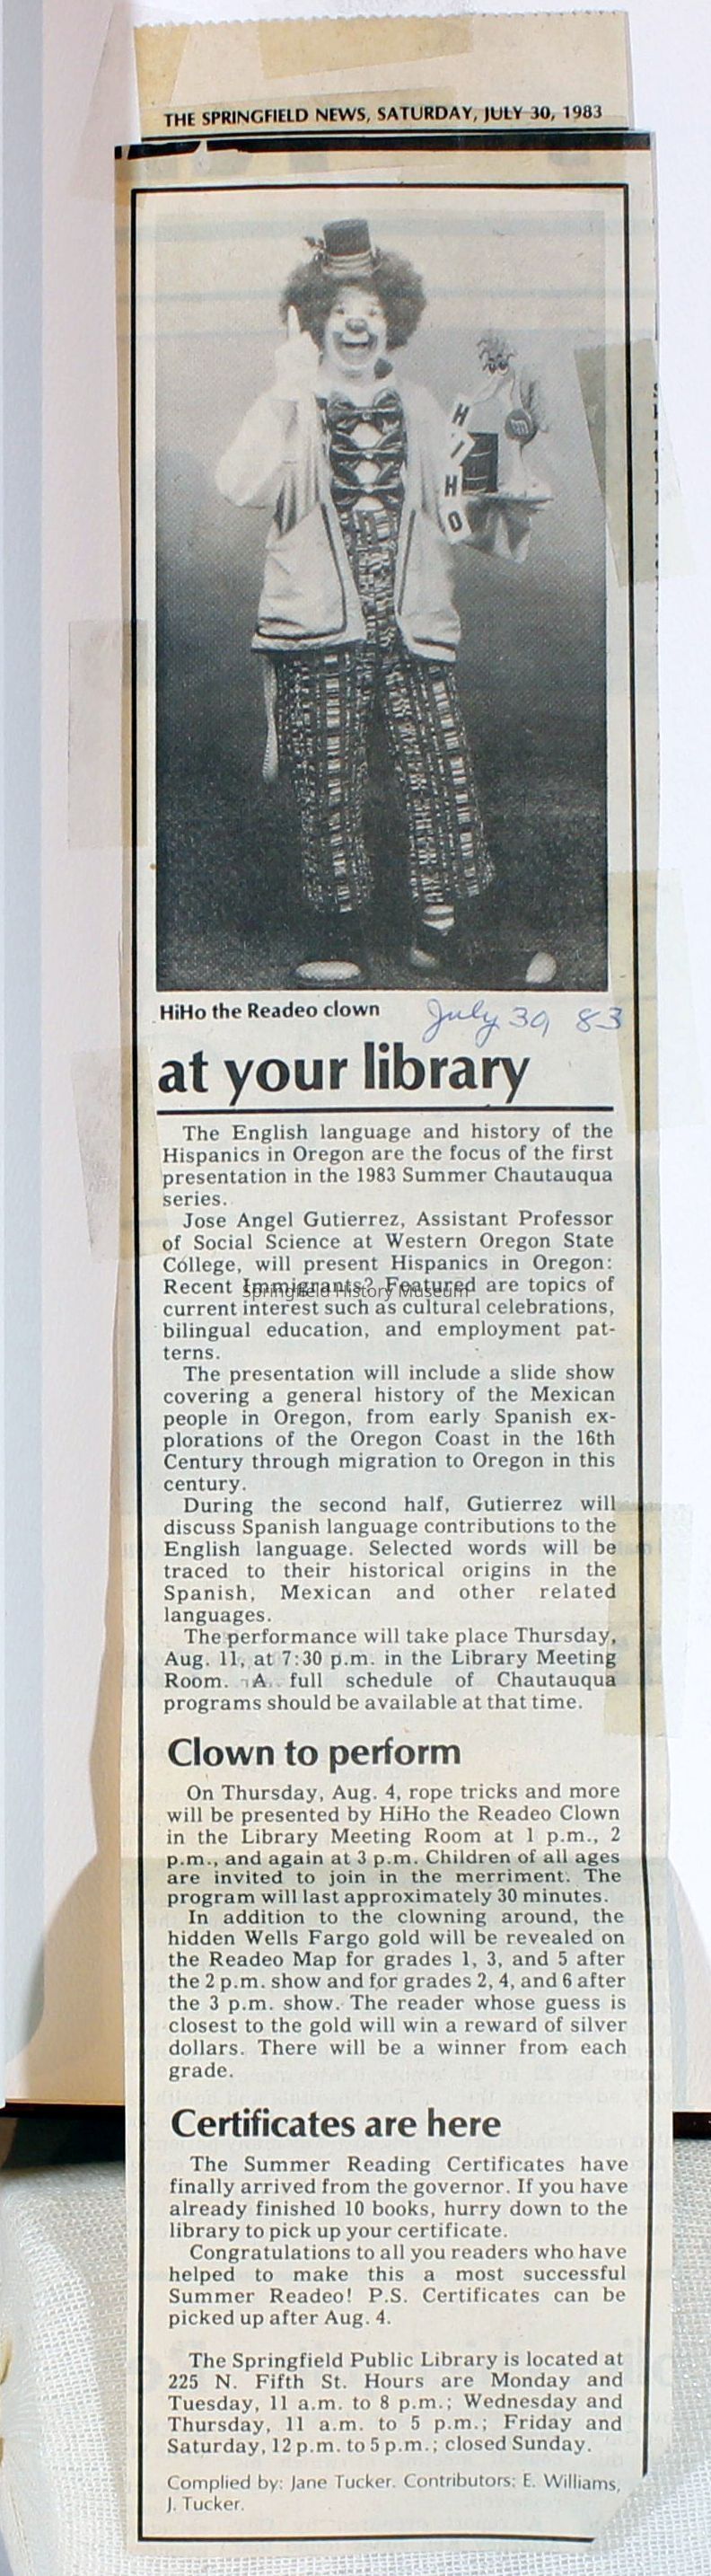 THE SPRINGFIELD NEWS, SATURDAY, JULY 30, 1983
H
I
H
O
HiHo the Readeo clown
July 30, 83
at your library
The English language and history of the
Hispanics in Oregon are the focus of the first
presentation in the 1983 Summer Chautauqua
series.
Jose Angel Gutierrez, Assistant Professor
of Social Science at Western Oregon State
College, will present Hispanics in Oregon:
Recent Immigrants? Featured are topics of
Springfield History Museum
current interest such as cultural celebrations,
bilingual education, and employment pat-
terns.
The presentation will include a slide show
covering a general history of the Mexican
people in Oregon, from early Spanish ex-
plorations of the Oregon Coast in the 16th
Century through migration to Oregon in this
century.
During the second half, Gutierrez will
discuss Spanish language contributions to the
English language. Selected words will be
traced to their historical origins in the
Spanish, Mexican and other related
languages.
The performance will take place Thursday,
Aug. 11, at 7:30 p.m. in the Library Meeting
Room. A full schedule of Chautauqua
programs should be available at that time.
Clown to perform
On Thursday, Aug. 4, rope tricks and more
will be presented by HiHo the Readeo Clown
in the Library Meeting Room at 1 p.m., 2
p.m., and again at 3 p.m. Children of all ages
are invited to join in the merriment. The
program will last approximately 30 minutes.
In addition to the clowning around, the
hidden Wells Fargo gold will be revealed on
the Readeo Map for grades 1, 3, and 5 after
the 2 p.m. show and for grades 2, 4, and 6 after
the 3 p.m. show. The reader whose guess is
closest to the gold will win a reward of silver
dollars. There will be a winner from each
grade.
Certificates are here
The Summer Reading Certificates have
finally arrived from the governor. If you have
already finished 10 books, hurry down to the
library to pick up your certificate.
Congratulations to all you readers who have
helped to make this a most successful
Summer Readeo! P.S. Certificates can be
picked up after Aug. 4.
The Springfield Public Library is located at
225 N. Fifth St. Hours are Monday and
Tuesday, 11 a.m. to 8 p.m.; Wednesday and
Thursday, 11 a.m. to 5 p.m.; Friday and
Saturday, 12 p.m. to 5 p.m.; closed Sunday.
Complied by: Jane Tucker. Contributors: E. Williams,
J. Tucker.